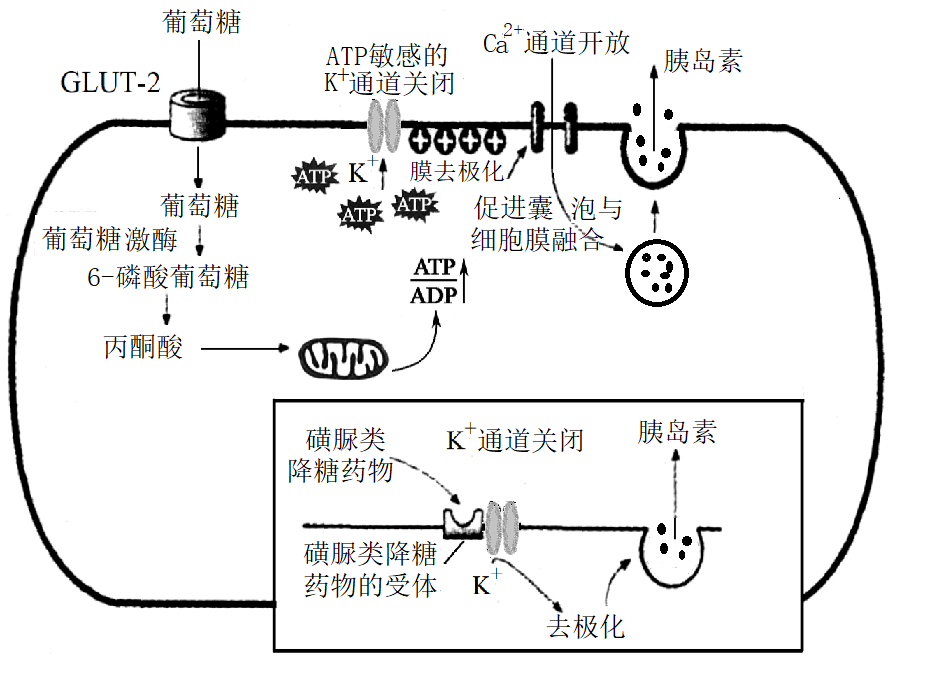 葡萄糖
GLUT-2
ATP敏感的
K+通道关闭
Ca2+通道开放
胰岛素
ATP
K+
ATP
ATP
膜去极化
葡萄糖
葡萄糖激酶
6-磷酸葡萄糖
丙酮酸
促进囊 泡与
细胞膜融合
ATP
ADP
磺脲类
降糖药物
K+通道关闭
胰岛素
磺脲类降糖
药物的受体
K+
去极化